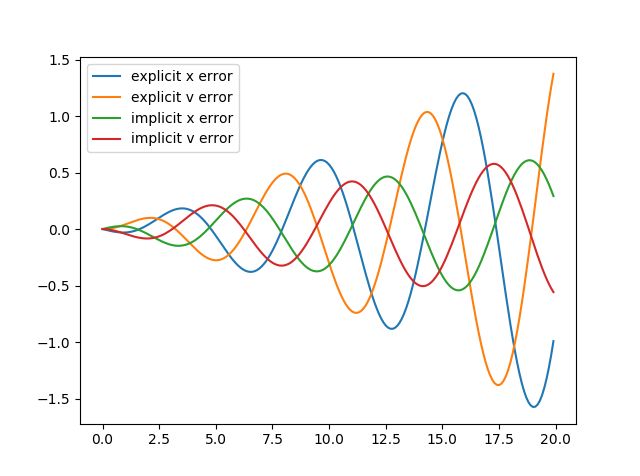 1.5
1.0
0.5
0.0
−0.5
−1.0
−1.5
explicit x error
explicit v error
implicit x error
implicit v error
0.0 2.5 5.0 7.5 10.0 12.5 15.0 17.5 20.0